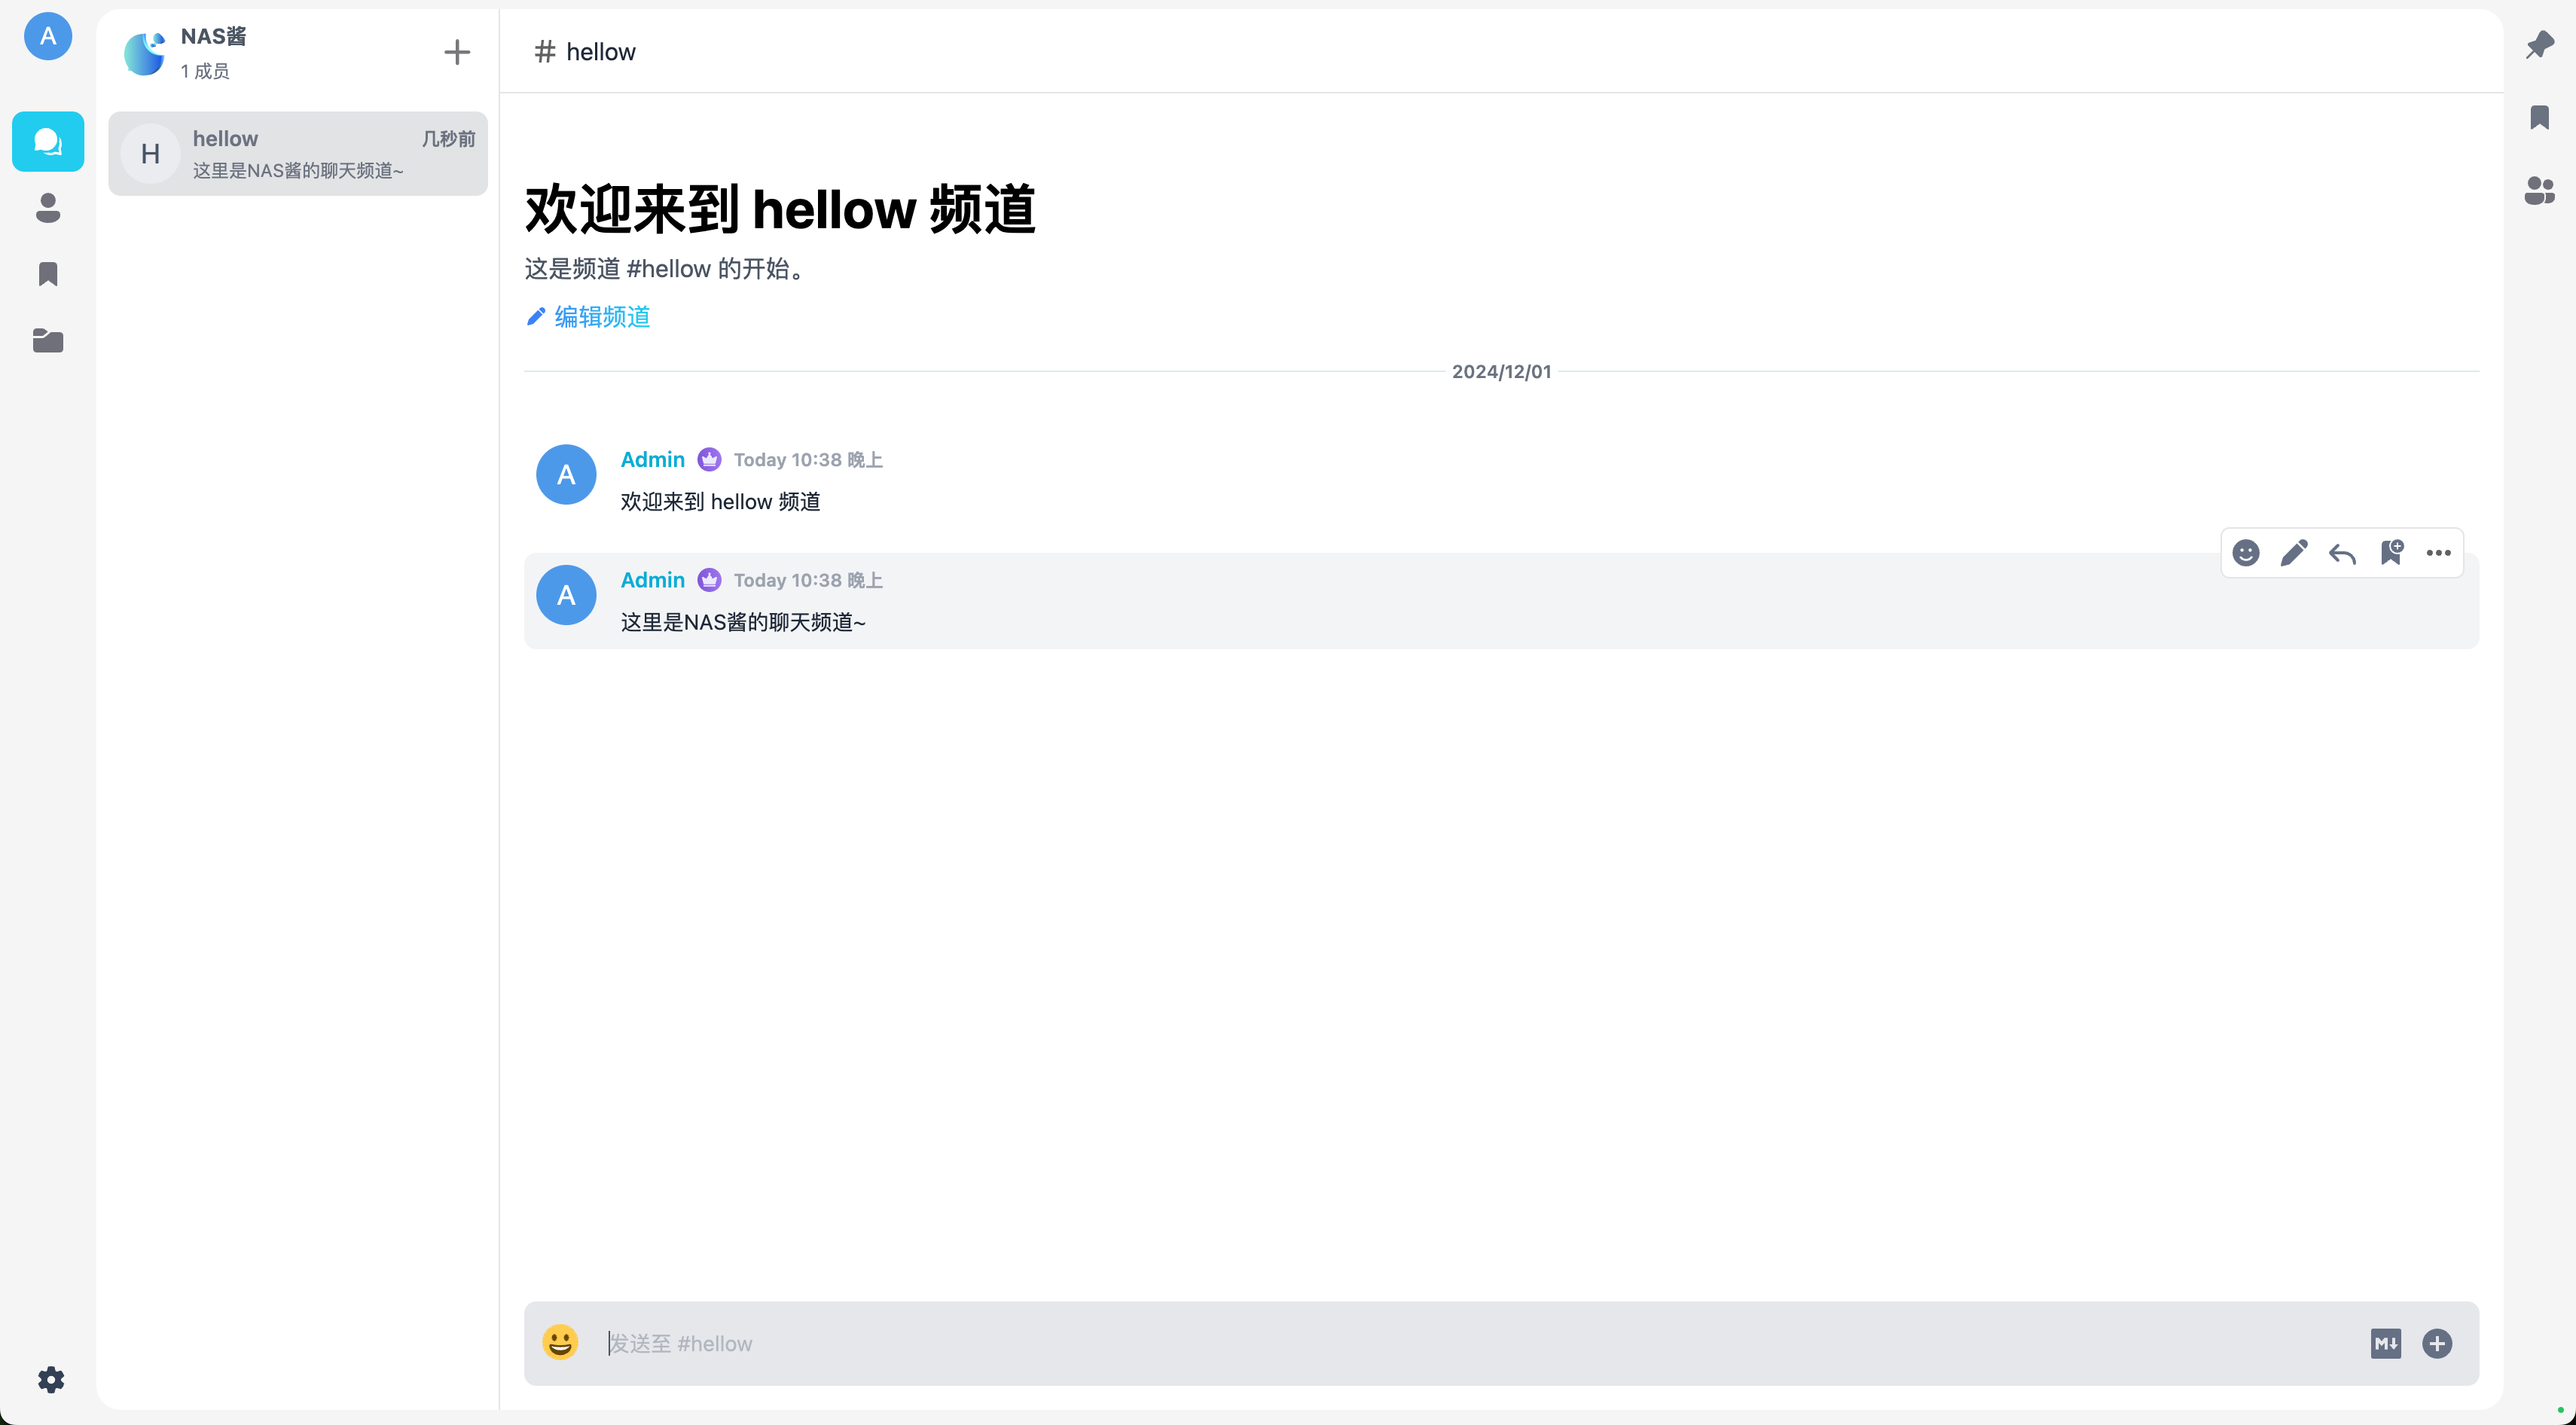 A
NAS酱
1 成员
H
hellow
几秒前
这里是NAS酱的聊天频道~
# hellow
欢迎来到 hellow 频道
这是频道 #hellow 的开始。
编辑频道
2024/12/01
A
Admin
Today 10:38 晚上
欢迎来到 hellow 频道
A
Admin
Today 10:38 晚上
这里是NAS酱的聊天频道~
发送至 #hellow
M